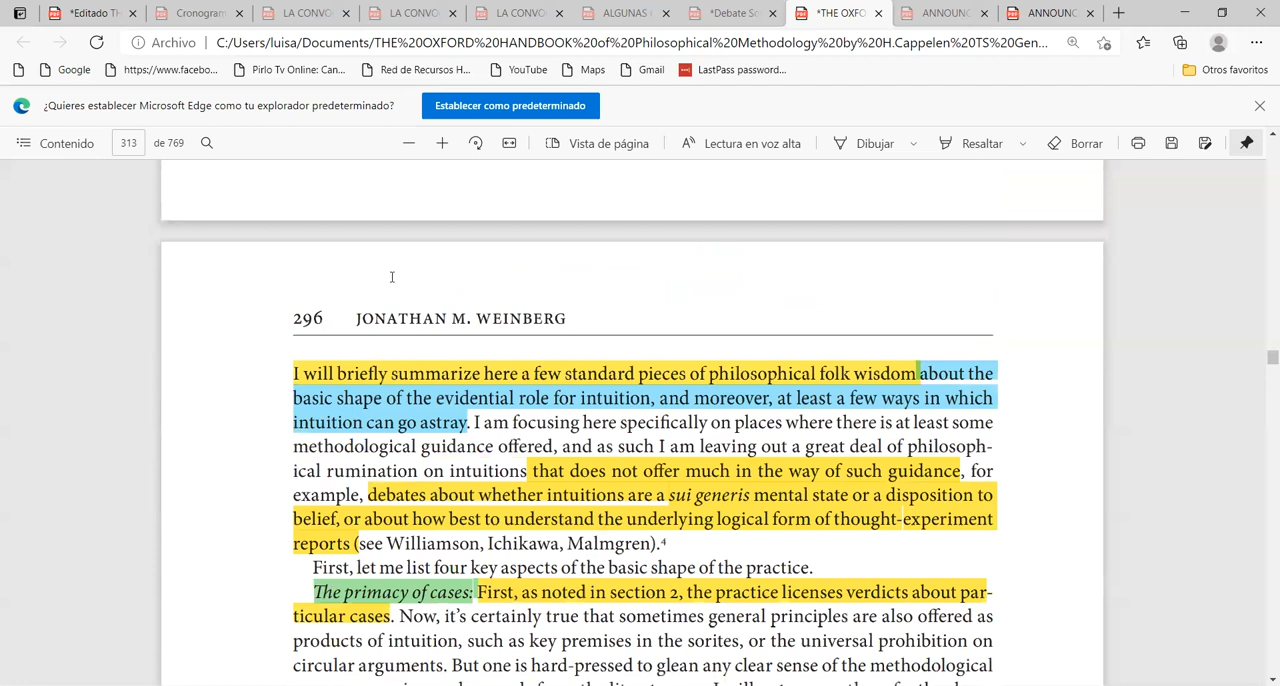 *Editado TH
Cronogram
LA CONVO
LA CONVO
LA CONVO
ALGUNAS
*Debate So
*THE OXFO
ANNOUNC
ANNOUNC
Archivo
C:/Users/luisa/Documents/THE%20OXFORD%20HANDBOOK%20of%20Philosophical%20Methodology%20by%20H.Cappelen%20TS%20Gen...
Google
https://www.facebo...
Pirlo Tv Online: Can...
Red de Recursos H...
YouTube
Maps
Gmail
LastPass password...
Otros favoritos
¿Quieres establecer Microsoft Edge como tu explorador predeterminado?
Establecer como predeterminado
Contenido
313
de 769
Vista de página
Lectura en voz alta
Dibujar
Resaltar
Borrar
296 JONATHAN M. WEINBERG
I will briefly summarize here a few standard pieces of philosophical folk wisdom about the
basic shape of the evidential role for intuition, and moreover, at least a few ways in which
intuition can go astray. I am focusing here specifically on places where there is at least some
methodological guidance offered, and as such I am leaving out a great deal of philosoph-
ical rumination on intuitions that does not offer much in the way of such guidance, for
example, debates about whether intuitions are a sui generis mental state or a disposition to
belief, or about how best to understand the underlying logical form of thought-experiment
reports (see Williamson, Ichikawa, Malmgren).⁴
First, let me list four key aspects of the basic shape of the practice.
The primacy of cases: First, as noted in section 2, the practice licenses verdicts about par-
ticular cases. Now, it's certainly true that sometimes general principles are also offered as
products of intuition, such as key premises in the sorites, or the universal prohibition on
circular arguments. But one is hard-pressed to glean any clear sense of the methodological